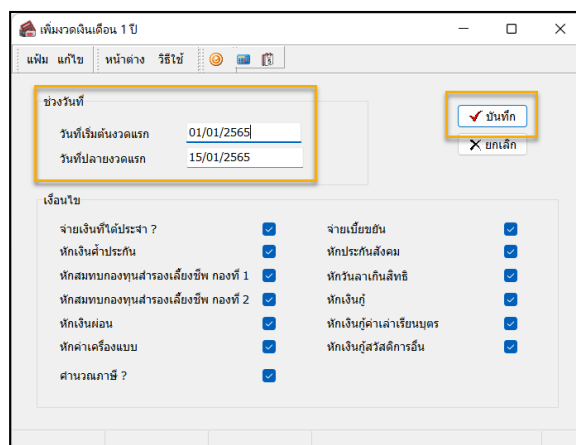 เพิ่มงวดเงินเดือน 1 ปี
แฟ้ม แก้ไข หน้าต่าง วิธีใช้
ช่วงวันที่
วันที่เริ่มต้นงวดแรก 01/01/2565
วันที่ปลายงวดแรก 15/01/2565
บันทึก
ยกเลิก
เงื่อนไข
จ่ายเงินที่ได้ประจำ ? จ่ายเบี้ยขยัน
หักเงินค้ำประกัน หักประกันสังคม
หักสมทบกองทุนสำรองเลี้ยงชีพ กองที่ 1 หักวันลาเกินสิทธิ
หักสมทบกองทุนสำรองเลี้ยงชีพ กองที่ 2 หักเงินกู้
หักเงินผ่อน หักเงินกู้ค่าเล่าเรียนบุตร
หักค่าเครื่องแบบ หักเงินกู้สวัสดิการอื่น
คำนวณภาษี ?